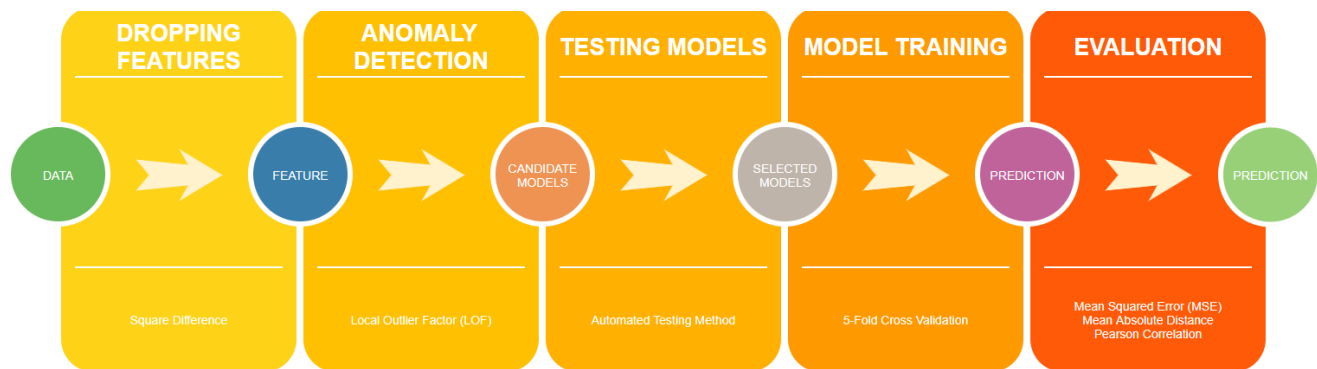 DROPPING
FEATURES
ANOMALY
DETECTION
TESTING MODELS
MODEL TRAINING
EVALUATION
DATA
FEATURE
CANDIDATE
MODELS
SELECTED
MODELS
PREDICTION
PREDICTION
Square Difference
Local Outlier Factor (LOF)
Automated Testing Method
5-Fold Cross Validation
Mean Squared Error (MSE)
Mean Absolute Distance
Pearson Correlation